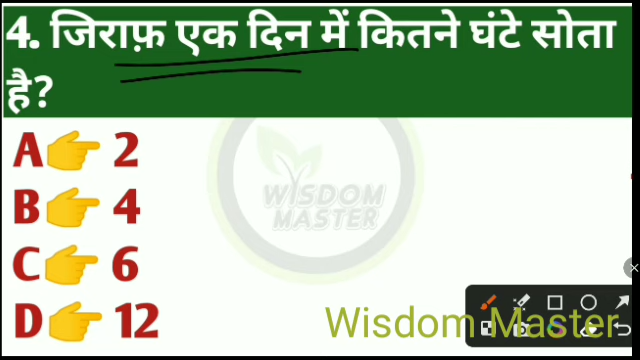 4. जिराफ़ एक दिन में कितने घंटे सोता
है?
A👉 2
B👉 4
C👉 6
D👉 12
WISDOM
MASTER
Wisdom Master